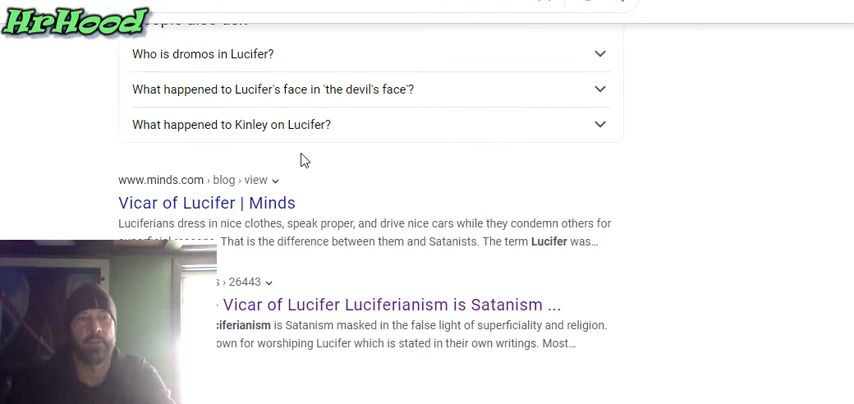 HrHood
Who is dromos in Lucifer?
What happened to Lucifer's face in 'the devil's face'?
What happened to Kinley on Lucifer?
www.minds.com › blog › view
Vicar of Lucifer | Minds
Luciferians dress in nice clothes, speak proper, and drive nice cars while they condemn others for
That is the difference between them and Satanists. The term Lucifer was...
s › 26443
Vicar of Lucifer Luciferianism is Satanism ...
ciferianism is Satanism masked in the false light of superficiality and religion.
own for worshiping Lucifer which is stated in their own writings. Most...